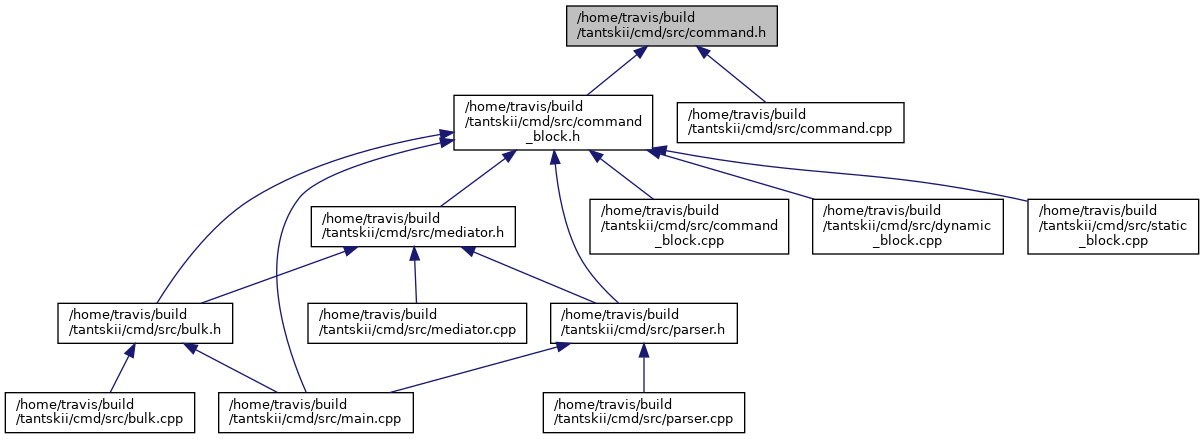 /home/travis/build
/tantskii/cmd/src/command.h
/home/travis/build
/tantskii/cmd/src/command
_block.h
/home/travis/build
/tantskii/cmd/src/command.cpp
/home/travis/build
/tantskii/cmd/src/mediator.h
/home/travis/build
/tantskii/cmd/src/command
_block.cpp
/home/travis/build
/tantskii/cmd/src/dynamic
_block.cpp
/home/travis/build
/tantskii/cmd/src/static
_block.cpp
/home/travis/build
/tantskii/cmd/src/bulk.h
/home/travis/build
/tantskii/cmd/src/mediator.cpp
/home/travis/build
/tantskii/cmd/src/parser.h
/home/travis/build
/tantskii/cmd/src/bulk.cpp
/home/travis/build
/tantskii/cmd/src/main.cpp
/home/travis/build
/tantskii/cmd/src/parser.cpp